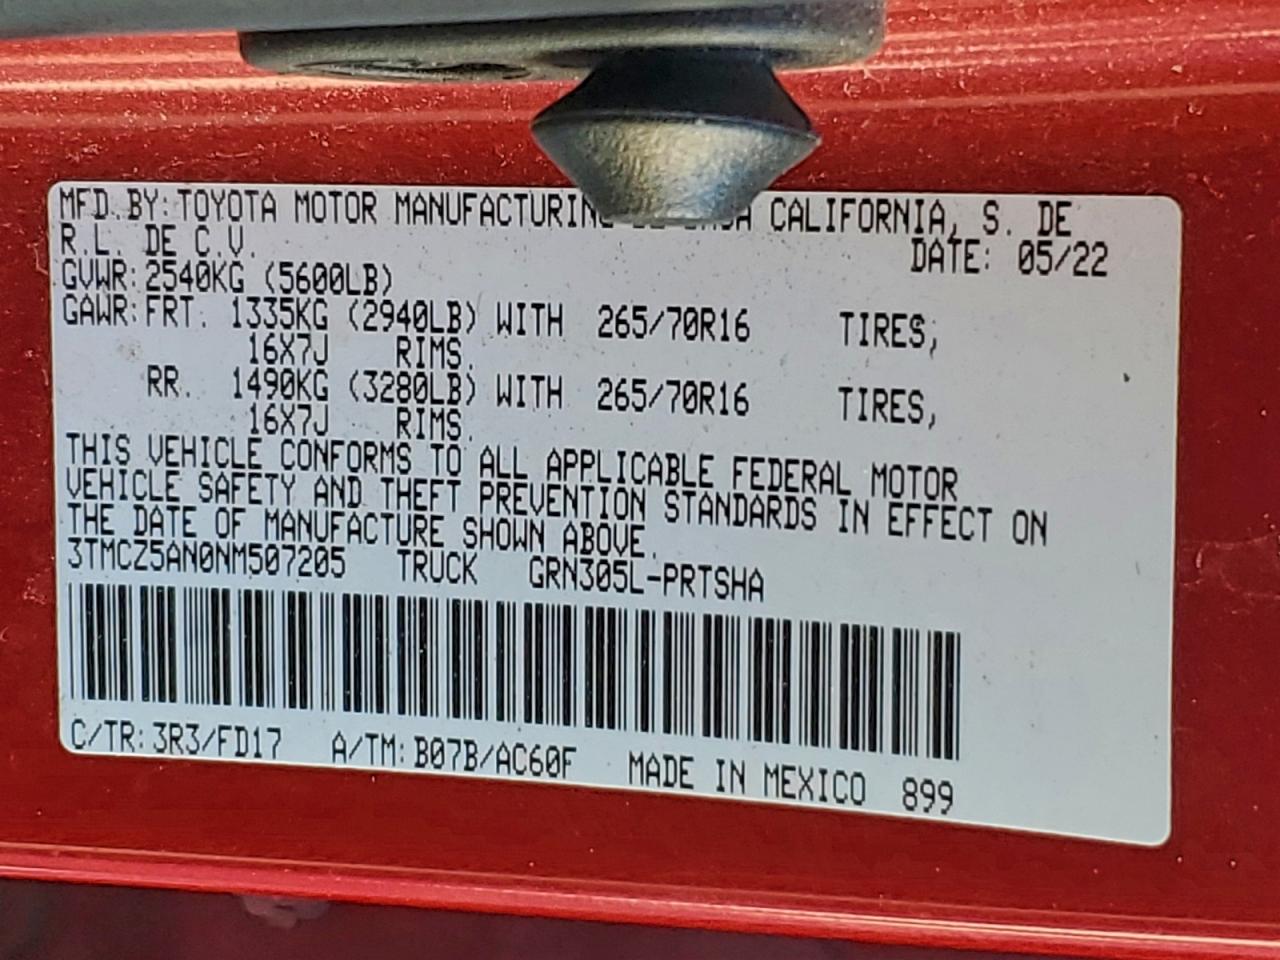 MFD. BY: TOYOTA MOTOR MANUFACTURING CALIFORNIA, S. DE
R.L. DE C.V. DATE: 05/22
GVWR: 2540KG (5600LB)
GAWR: FRT. 1335KG (2940LB) WITH 265/70R16 TIRES,
16X7J RIMS.
RR. 1490KG (3280LB) WITH 265/70R16 TIRES,
16X7J RIMS.
THIS VEHICLE CONFORMS TO ALL APPLICABLE FEDERAL MOTOR
VEHICLE SAFETY AND THEFT PREVENTION STANDARDS IN EFFECT ON
THE DATE OF MANUFACTURE SHOWN ABOVE.
3TMCZ5AN0NM507205 TRUCK GRN305L-PRTSHA
C/TR: 3R3/FD17 A/TM: B07B/AC60F MADE IN MEXICO 899